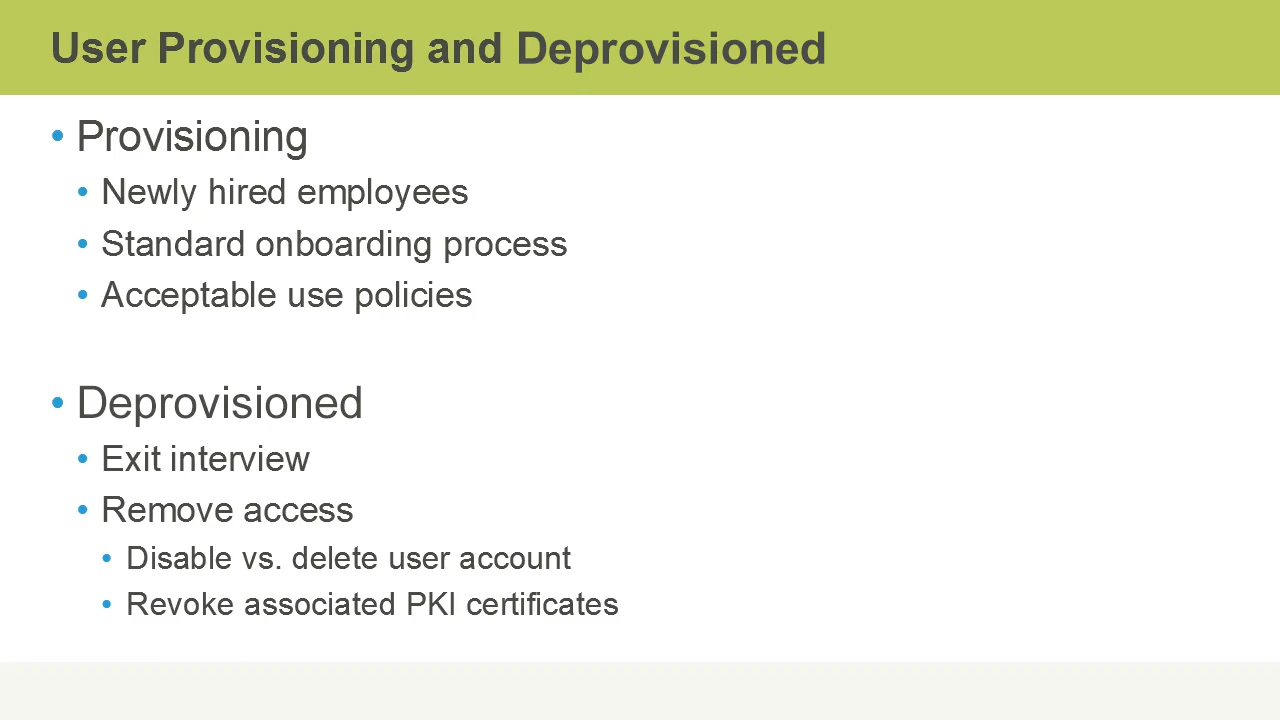 User Provisioning and Deprovisioned
• Provisioning
• Newly hired employees
• Standard onboarding process
• Acceptable use policies
• Deprovisioned
• Exit interview
• Remove access
• Disable vs. delete user account
• Revoke associated PKI certificates